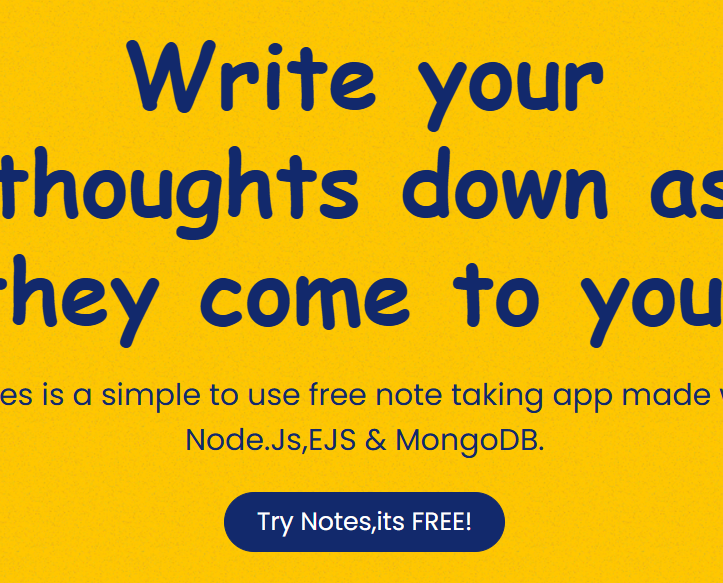 Write your
thoughts down as
they come to you
es is a simple to use free note taking app made
Node.Js,EJS & MongoDB.
Try Notes,its FREE!